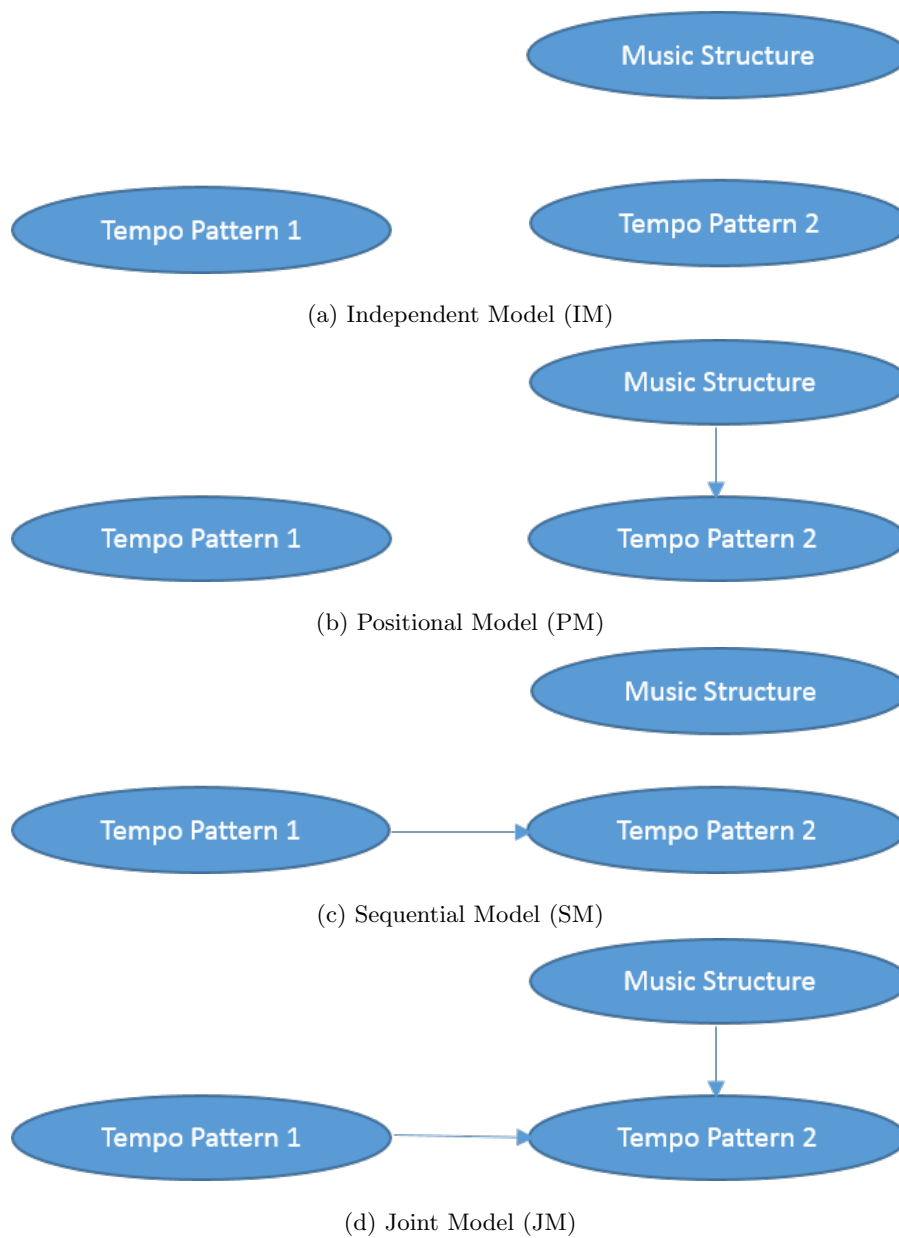 Music Structure
Tempo Pattern 1
Tempo Pattern 2
(a) Independent Model (IM)
Music Structure
Tempo Pattern 1
Tempo Pattern 2
(b) Positional Model (PM)
Music Structure
Tempo Pattern 1
Tempo Pattern 2
(c) Sequential Model (SM)
Music Structure
Tempo Pattern 1
Tempo Pattern 2
(d) Joint Model (JM)